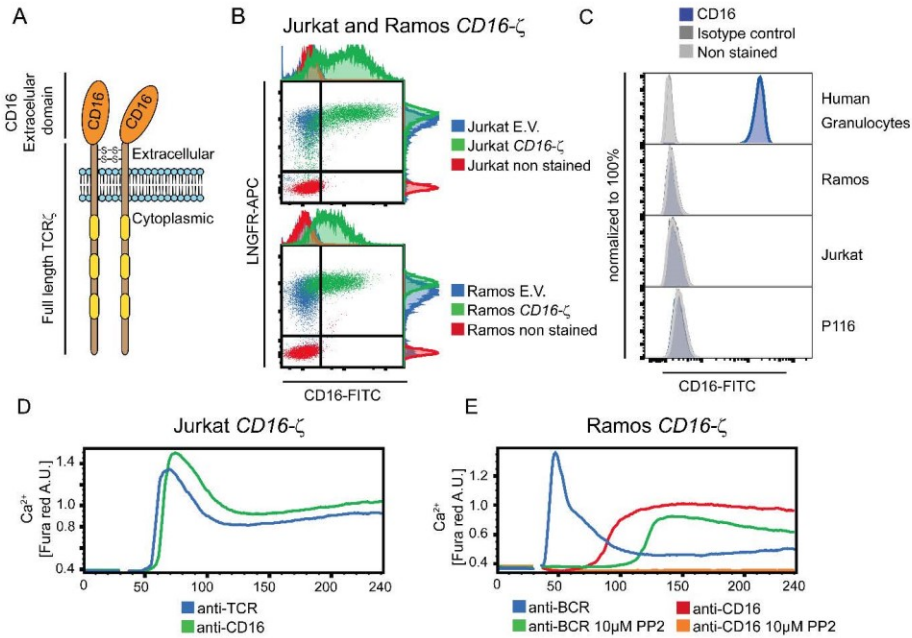 A
CD16
Extracelular
domain
Full length TCRζ
CD16
CD16
-S-S-
-S-S-
Extracellular
Cytoplasmic
B
Jurkat and Ramos CD16-ζ
LNGFR-APC
Jurkat E.V.
Jurkat CD16-ζ
Jurkat non stained
Ramos E.V.
Ramos CD16-ζ
Ramos non stained
CD16-FITC
C
CD16
Isotype control
Non stained
normalized to 100%
Human
Granulocytes
Ramos
Jurkat
P116
CD16-FITC
D
Jurkat CD16-ζ
Ca²⁺
[Fura red A.U.]
1.4
1.2
0.8
0.4
0 50 100 150 200 240
anti-TCR
anti-CD16
E
Ramos CD16-ζ
Ca²⁺
[Fura red A.U.]
1.2
1.0
0.6
0.4
0 50 100 150 200 240
anti-BCR
anti-CD16
anti-BCR 10µM PP2
anti-CD16 10µM PP2